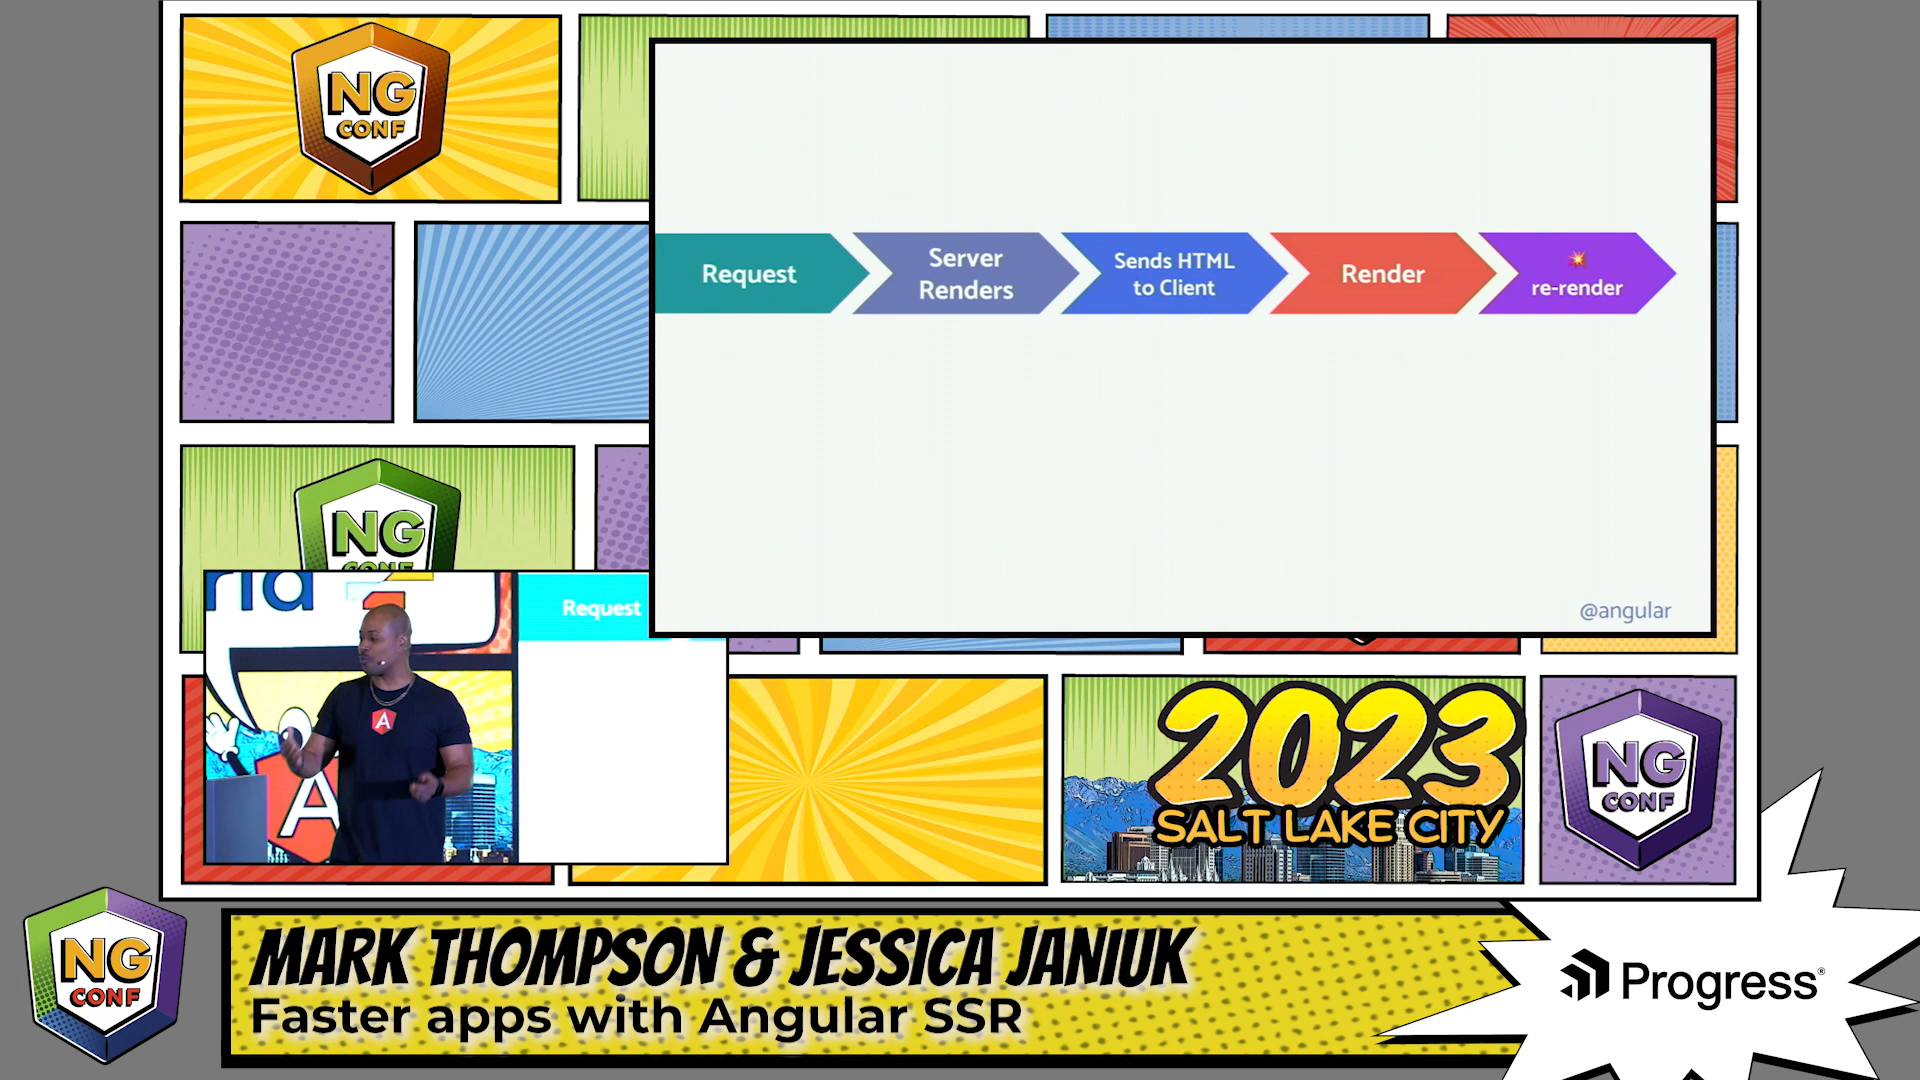 NG
CONF
Request
Server
Renders
Sends HTML
to Client
Render
re-render
@angular
NG
CONF
Request
A
A
2023
SALT LAKE CITY
NG
CONF
NG
CONF
MARK THOMPSON & JESSICA JANIUK
Faster apps with Angular SSR
Progress®